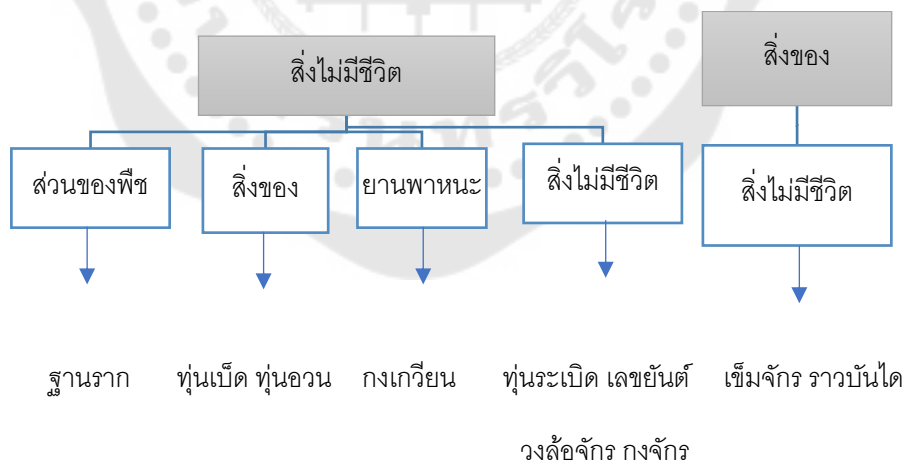 สิ่งไม่มีชีวิต
สิ่งของ
ส่วนของพืช
สิ่งของ
ยานพาหนะ
สิ่งไม่มีชีวิต
สิ่งไม่มีชีวิต
ฐานราก
ทุ่นเบ็ด ทุ่นอวน
กงเกวียน
ทุ่นระเบิด เลขยันต์
วงล้อจักร กงจักร
เข็มจักร ราวบันได